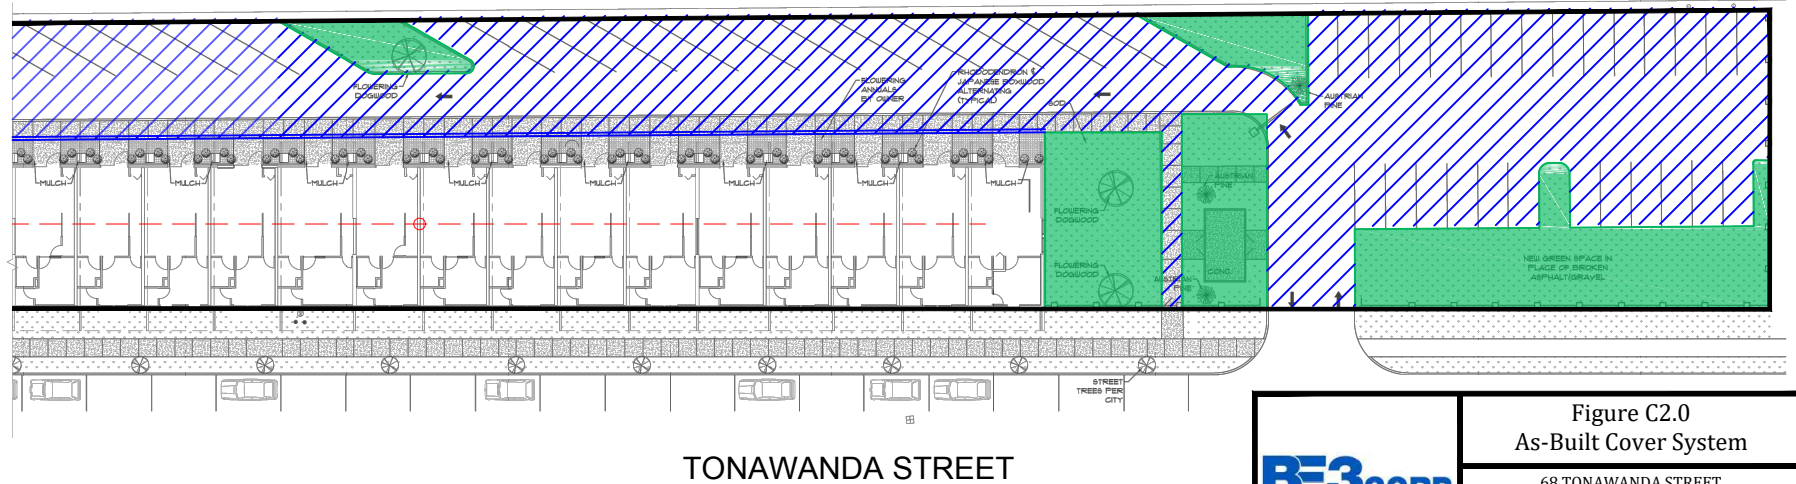 FLOWERING
DOGWOOD
FLOWERING
ANNUALS
BY OWNER
RHODODENDRON &
JAPANESE BOXWOOD
ALTERNATING
(TYPICAL)
SOD
AUSTRIAN
PINE
MULCH
MULCH
MULCH
MULCH
MULCH
MULCH
MULCH
FLOWERING
DOGWOOD
AUSTRIAN
PINE
FLOWERING
DOGWOOD
CONC.
AUSTRIAN
PINE
NEW GREEN SPACE IN
PLACE OF BROKEN
ASPHALT/GRAVEL
STREET
TREES PER
CITY
TONAWANDA STREET
Figure C2.0
As-Built Cover System
BE3CORP
68 TONAWANDA STREET